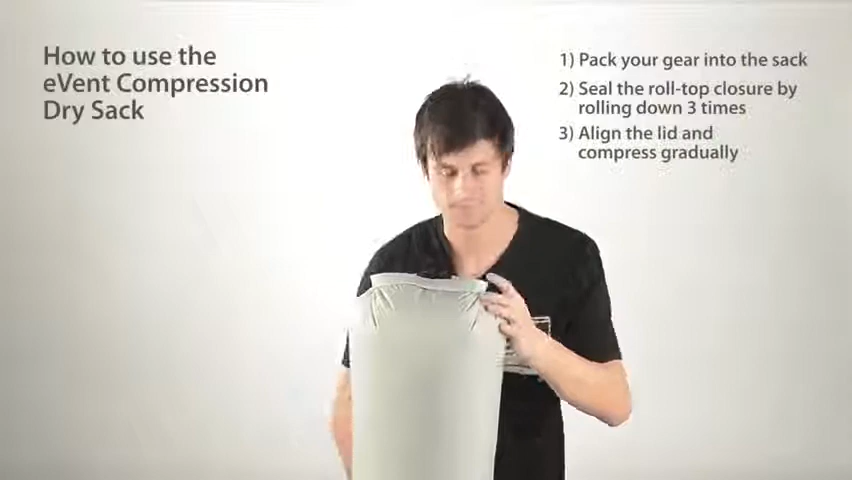 How to use the
eVent Compression
Dry Sack
1) Pack your gear into the sack
2) Seal the roll-top closure by
rolling down 3 times
3) Align the lid and
compress gradually